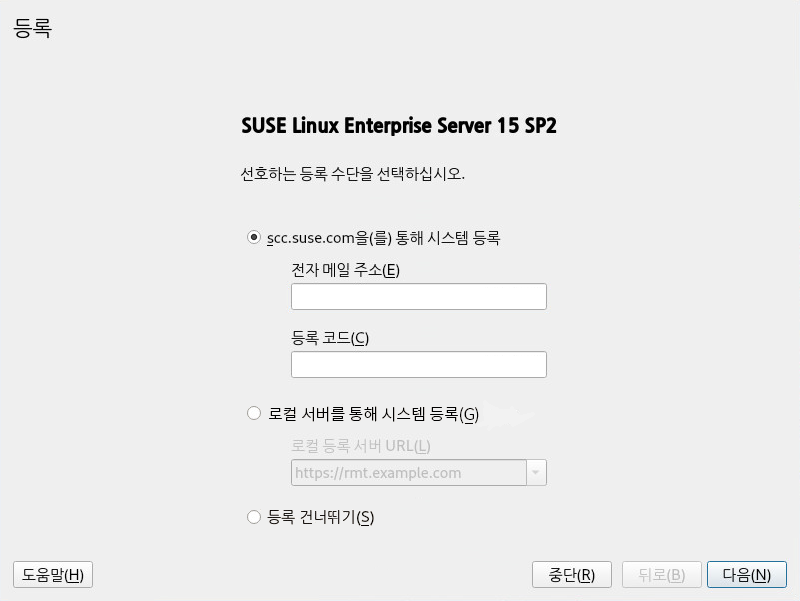 등록
SUSE Linux Enterprise Server 15 SP2
선호하는 등록 수단을 선택하십시오.
scc.suse.com을(를) 통해 시스템 등록
전자 메일 주소(E)
등록 코드(C)
로컬 서버를 통해 시스템 등록(G)
로컬 등록 서버 URL(L)
https://rmt.example.com
등록 건너뛰기(S)
도움말(H) 중단(R) 뒤로(B) 다음(N)